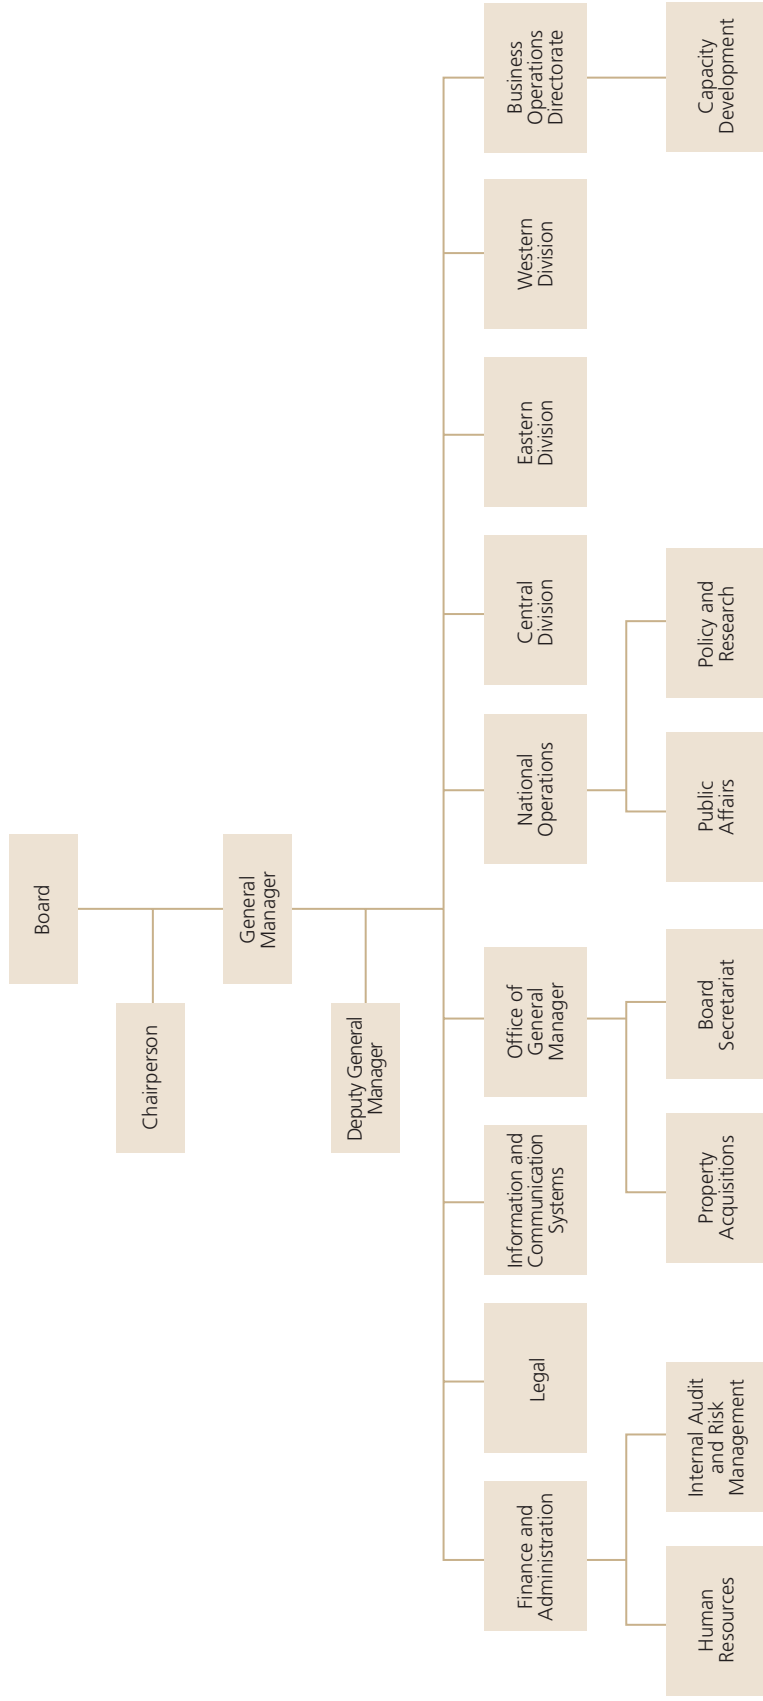 Board
Chairperson
General
Manager
Deputy General
Manager
Finance and
Administration
Legal
Information and
Communication
Systems
Office of
General
Manager
National
Operations
Central
Division
Eastern
Division
Western
Division
Business
Operations
Directorate
Human
Resources
Internal Audit
and Risk
Management
Property
Acquisitions
Board
Secretariat
Public
Affairs
Policy and
Research
Capacity
Development